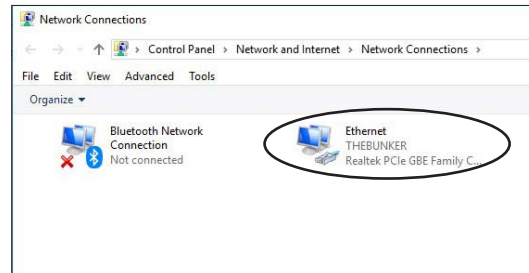 Network Connections
Control Panel > Network and Internet > Network Connections >
File Edit View Advanced Tools
Organize
Bluetooth Network
Connection
Not connected
Ethernet
THEBUNKER
Realtek PCIe GBE Family C...